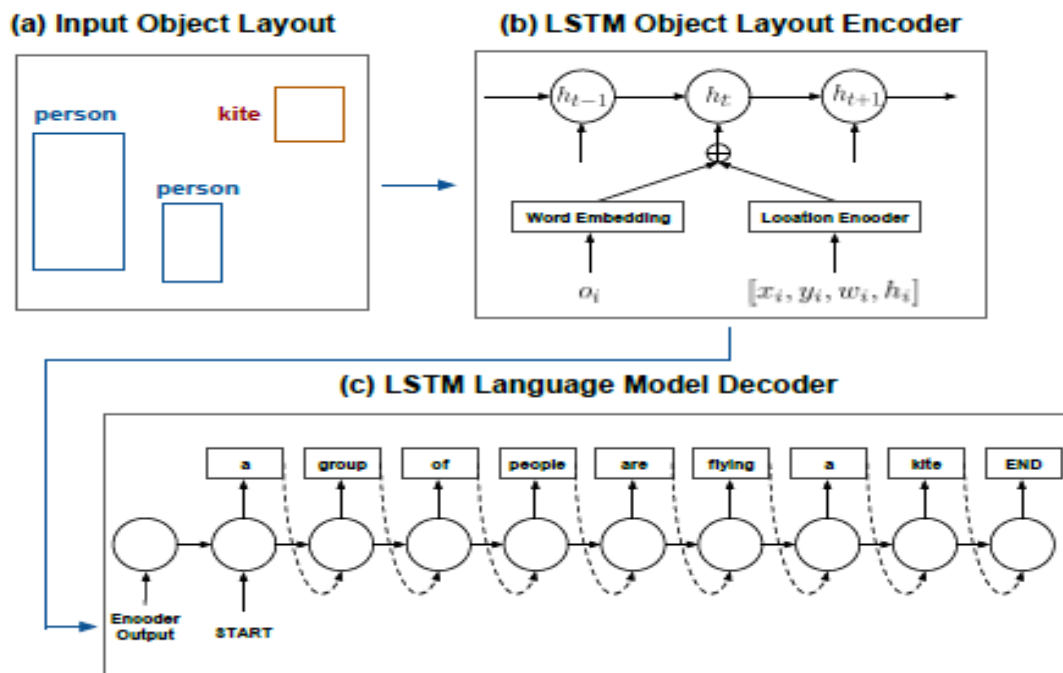 (a) Input Object Layout
person
kite
person
(b) LSTM Object Layout Encoder
h_{t-1} h_t h_{t+1}
⊕
Word Embedding Location Encoder
o_i [[x_i, y_i, w_i, h_i]]
(c) LSTM Language Model Decoder
a group of people are flying a kite END
Encoder
Output START